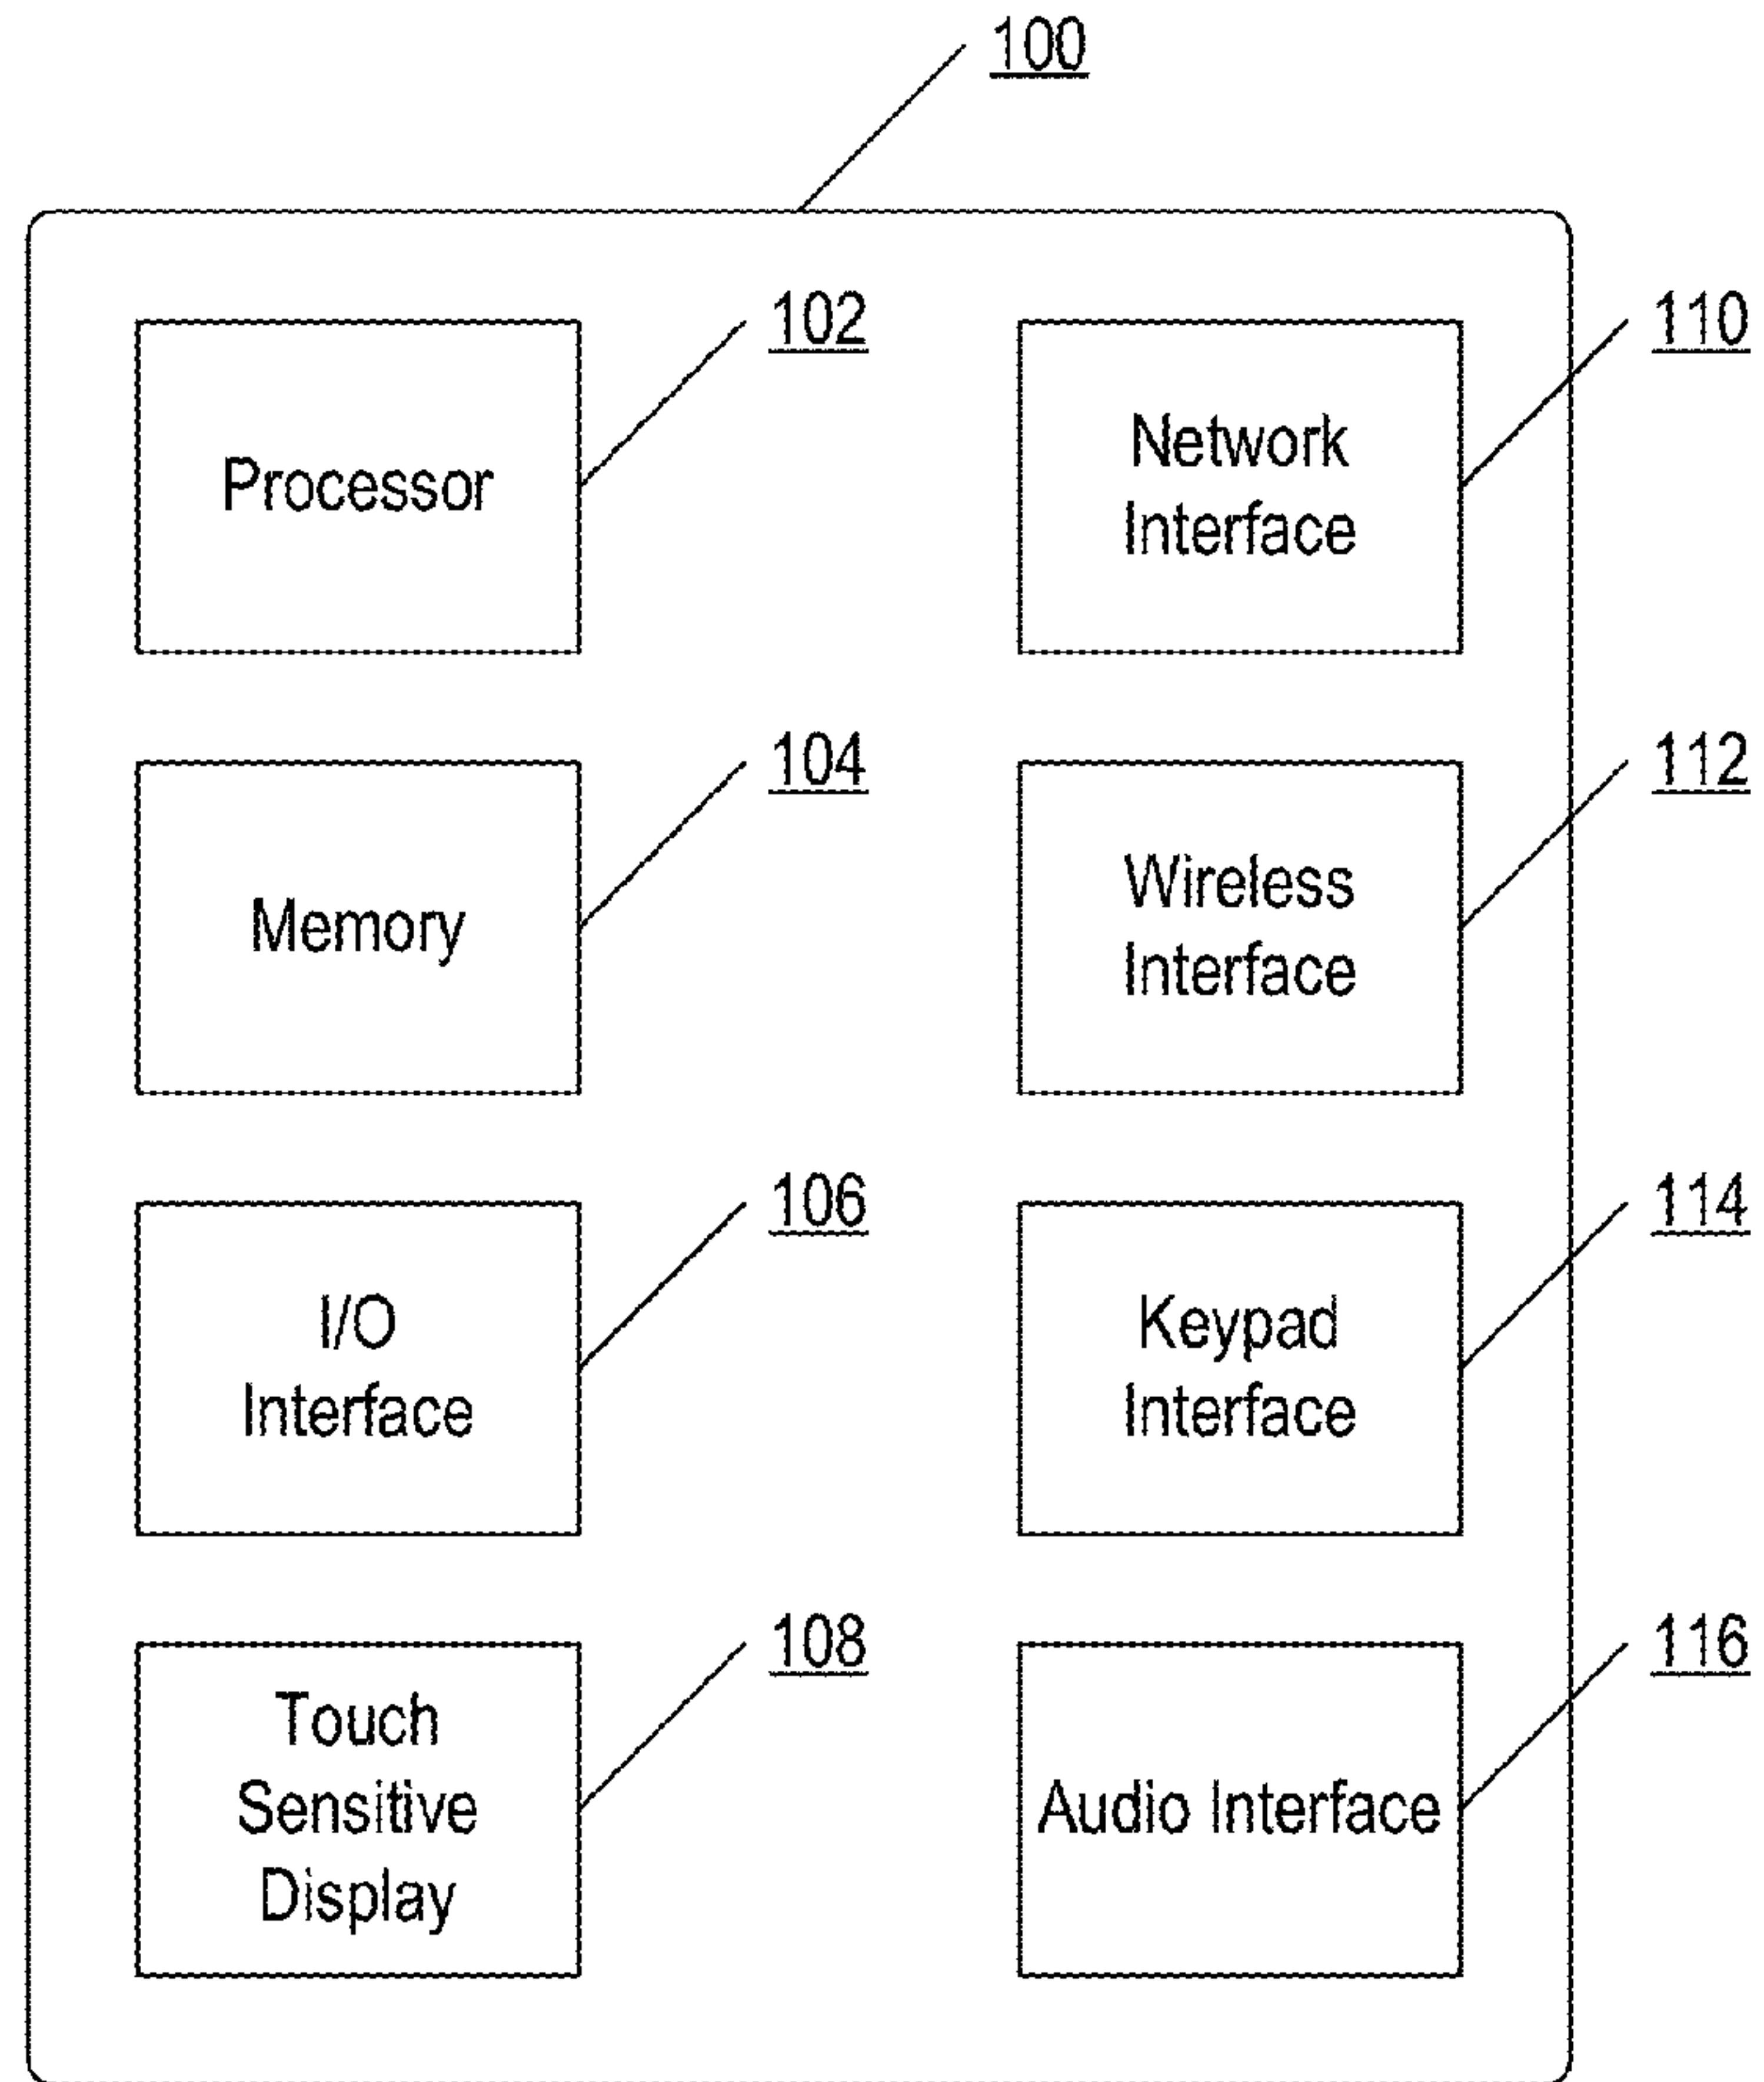 100
102
Processor
110
Network
Interface
104
Memory
112
Wireless
Interface
106
I/O
Interface
114
Keypad
Interface
108
Touch
Sensitive
Display
116
Audio Interface